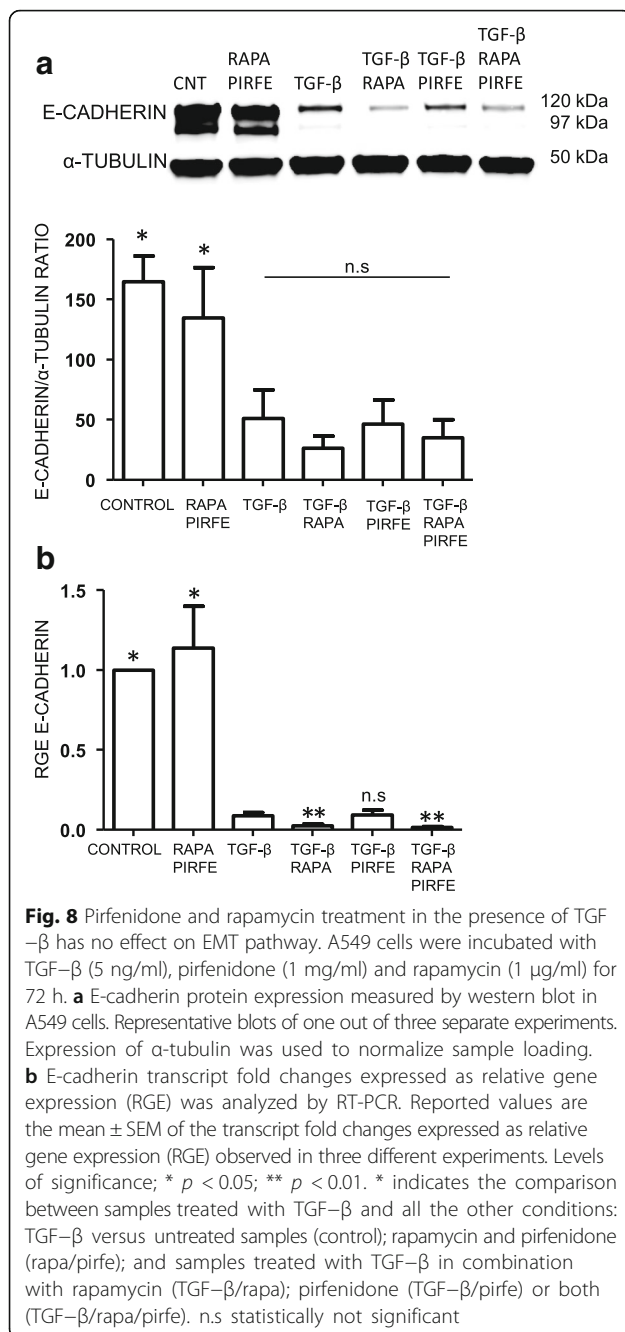 a
CNT
RAPA
PIRFE
TGF-β
TGF-β
RAPA
TGF-β
PIRFE
TGF-β
RAPA
PIRFE
E-CADHERIN
120 kDa
97 kDa
α-TUBULIN
50 kDa
E-CADHERIN/α-TUBULIN RATIO
200
150
100
50
0
*
*
n.s
CONTROL
RAPA
PIRFE
TGF-β
TGF-β
RAPA
TGF-β
PIRFE
TGF-β
RAPA
PIRFE
b
RGE E-CADHERIN
1.5
1.0
0.5
0.0
*
*
**
n.s
**
CONTROL
RAPA
PIRFE
TGF-β
TGF-β
RAPA
TGF-β
PIRFE
TGF-β
RAPA
PIRFE
Fig. 8 Pirfenidone and rapamycin treatment in the presence of TGF
−β has no effect on EMT pathway. A549 cells were incubated with
TGF−β (5 ng/ml), pirfenidone (1 mg/ml) and rapamycin (1 μg/ml) for
72 h. a E-cadherin protein expression measured by western blot in
A549 cells. Representative blots of one out of three separate experiments.
Expression of α-tubulin was used to normalize sample loading.
b E-cadherin transcript fold changes expressed as relative gene
expression (RGE) was analyzed by RT-PCR. Reported values are
the mean ± SEM of the transcript fold changes expressed as relative
gene expression (RGE) observed in three different experiments. Levels
of significance; * p < 0.05; ** p < 0.01. * indicates the comparison
between samples treated with TGF−β and all the other conditions:
TGF−β versus untreated samples (control); rapamycin and pirfenidone
(rapa/pirfe); and samples treated with TGF−β in combination
with rapamycin (TGF−β/rapa); pirfenidone (TGF−β/pirfe) or both
(TGF−β/rapa/pirfe). n.s statistically not significant